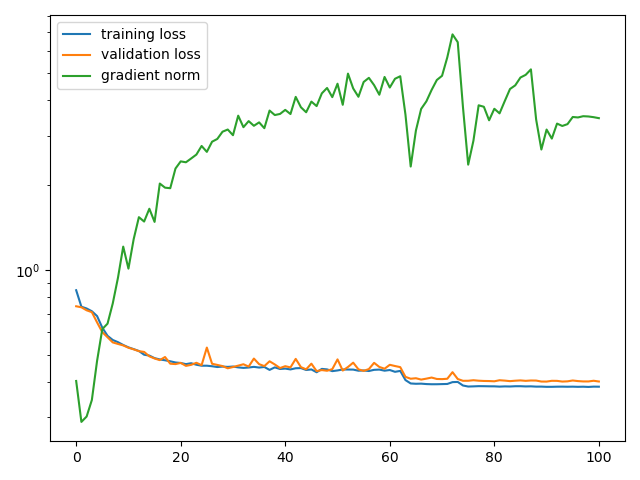 training loss
validation loss
gradient norm
10⁰
0 20 40 60 80 100